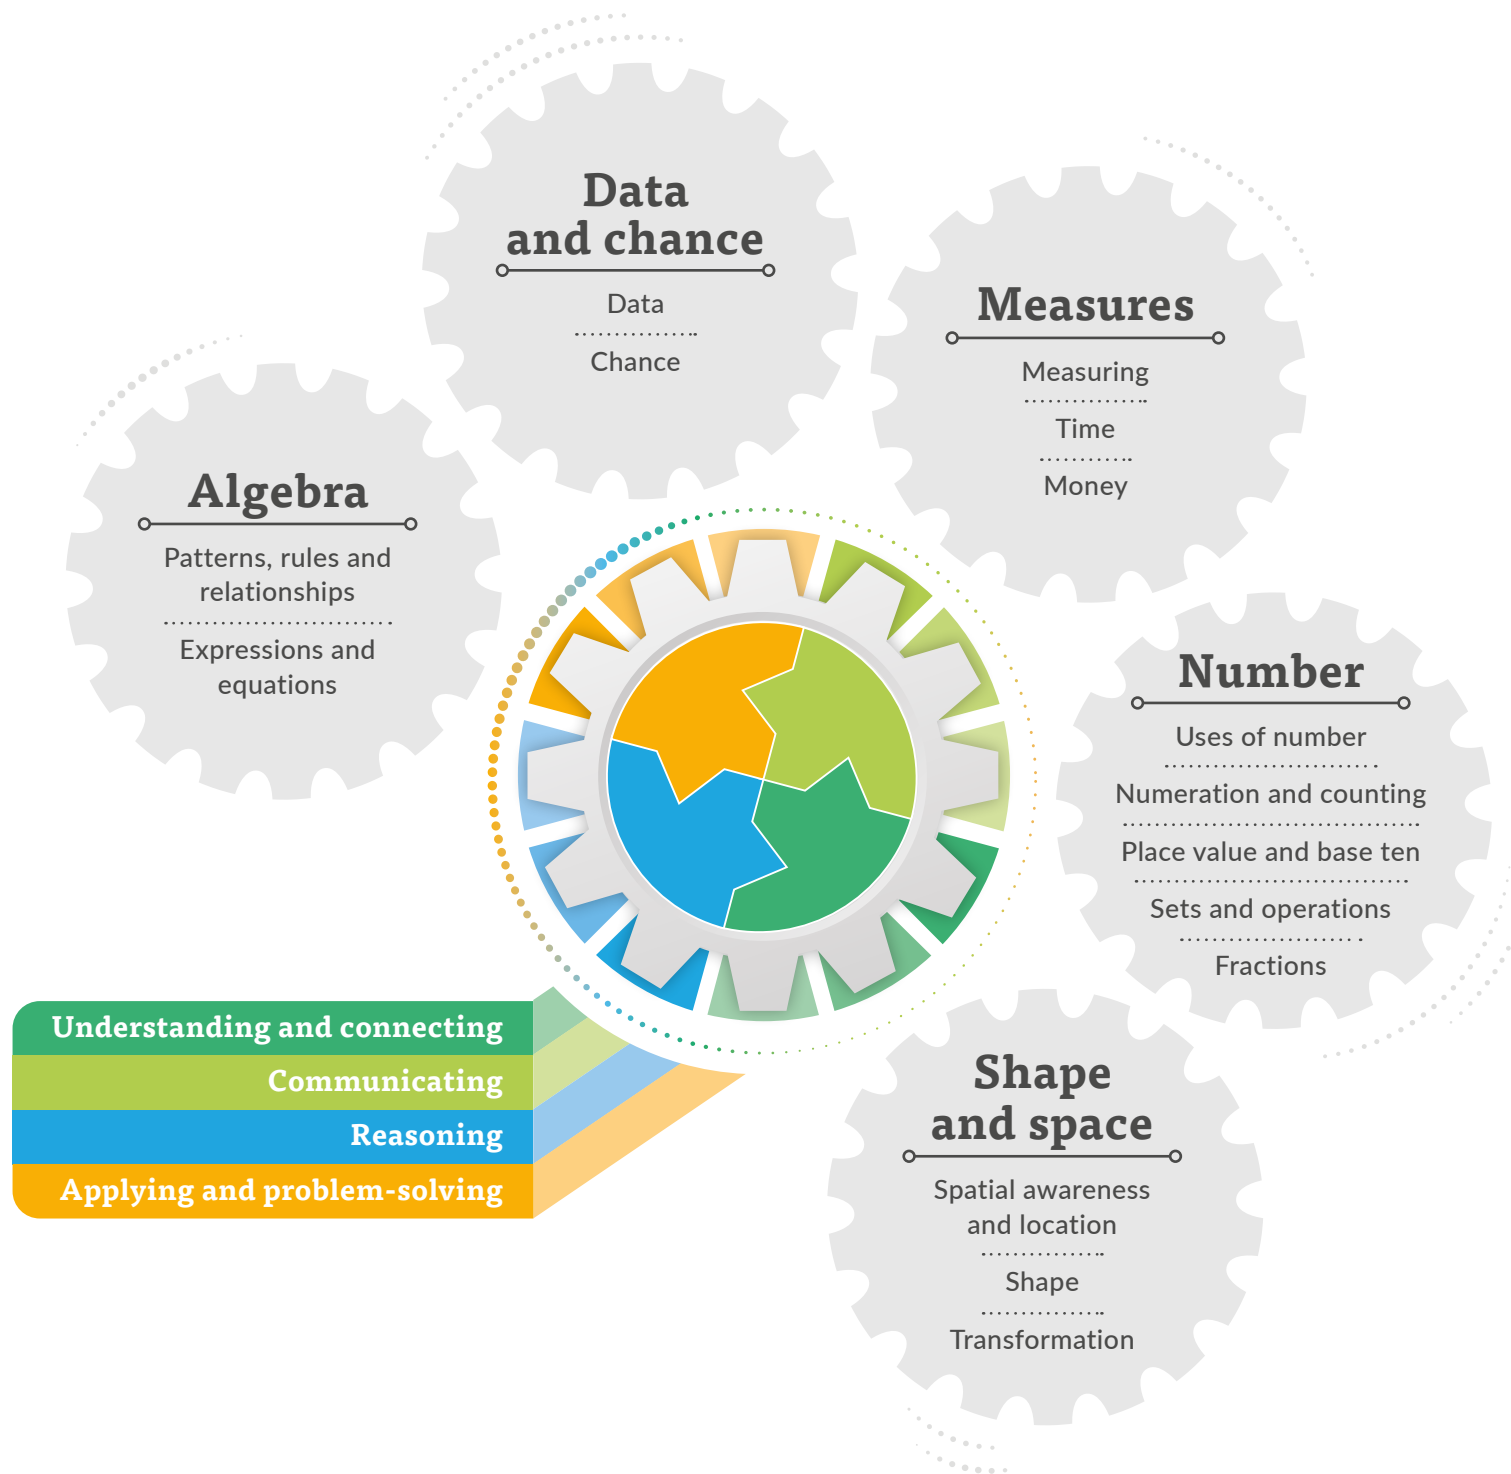 Data
and chance
Data
Chance
Measures
Measuring
Time
Money
Algebra
Patterns, rules and
relationships
Expressions and
equations
Number
Uses of number
Numeration and counting
Place value and base ten
Sets and operations
Fractions
Understanding and connecting
Communicating
Reasoning
Applying and problem-solving
Shape
and space
Spatial awareness
and location
Shape
Transformation